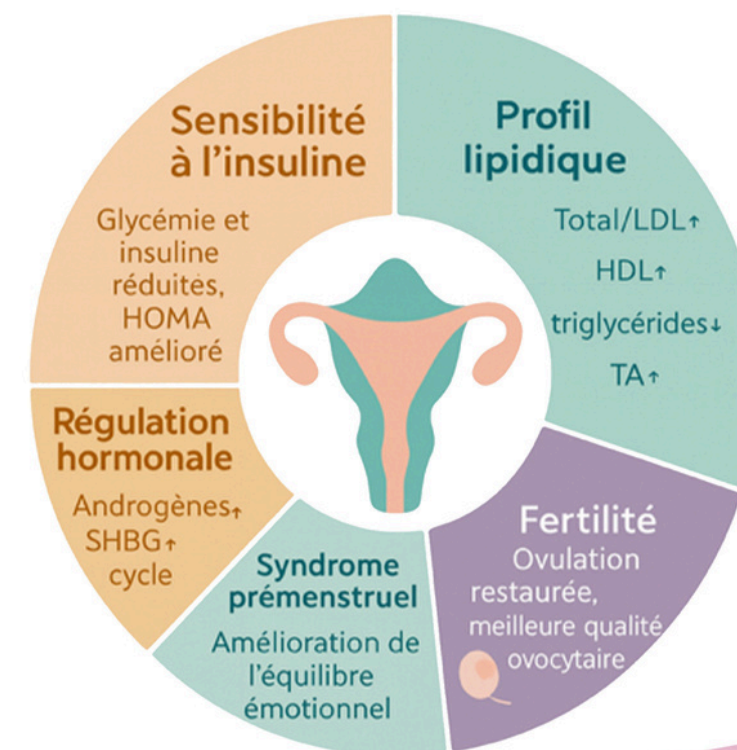 Sensibilité
à l’insuline
Glycémie et
insuline
réduites,
HOMA
amélioré
Profil
lipidique
Total/LDL↑
HDL↑
triglycérides↓
TA↑
Fertilité
Ovulation
restaurée,
meilleure qualité
ovocytaire
Syndrome
prémenstruel
Amélioration de
l’équilibre
émotionnel
Régulation
hormonale
Androgènes↑
SHBG↑
cycle